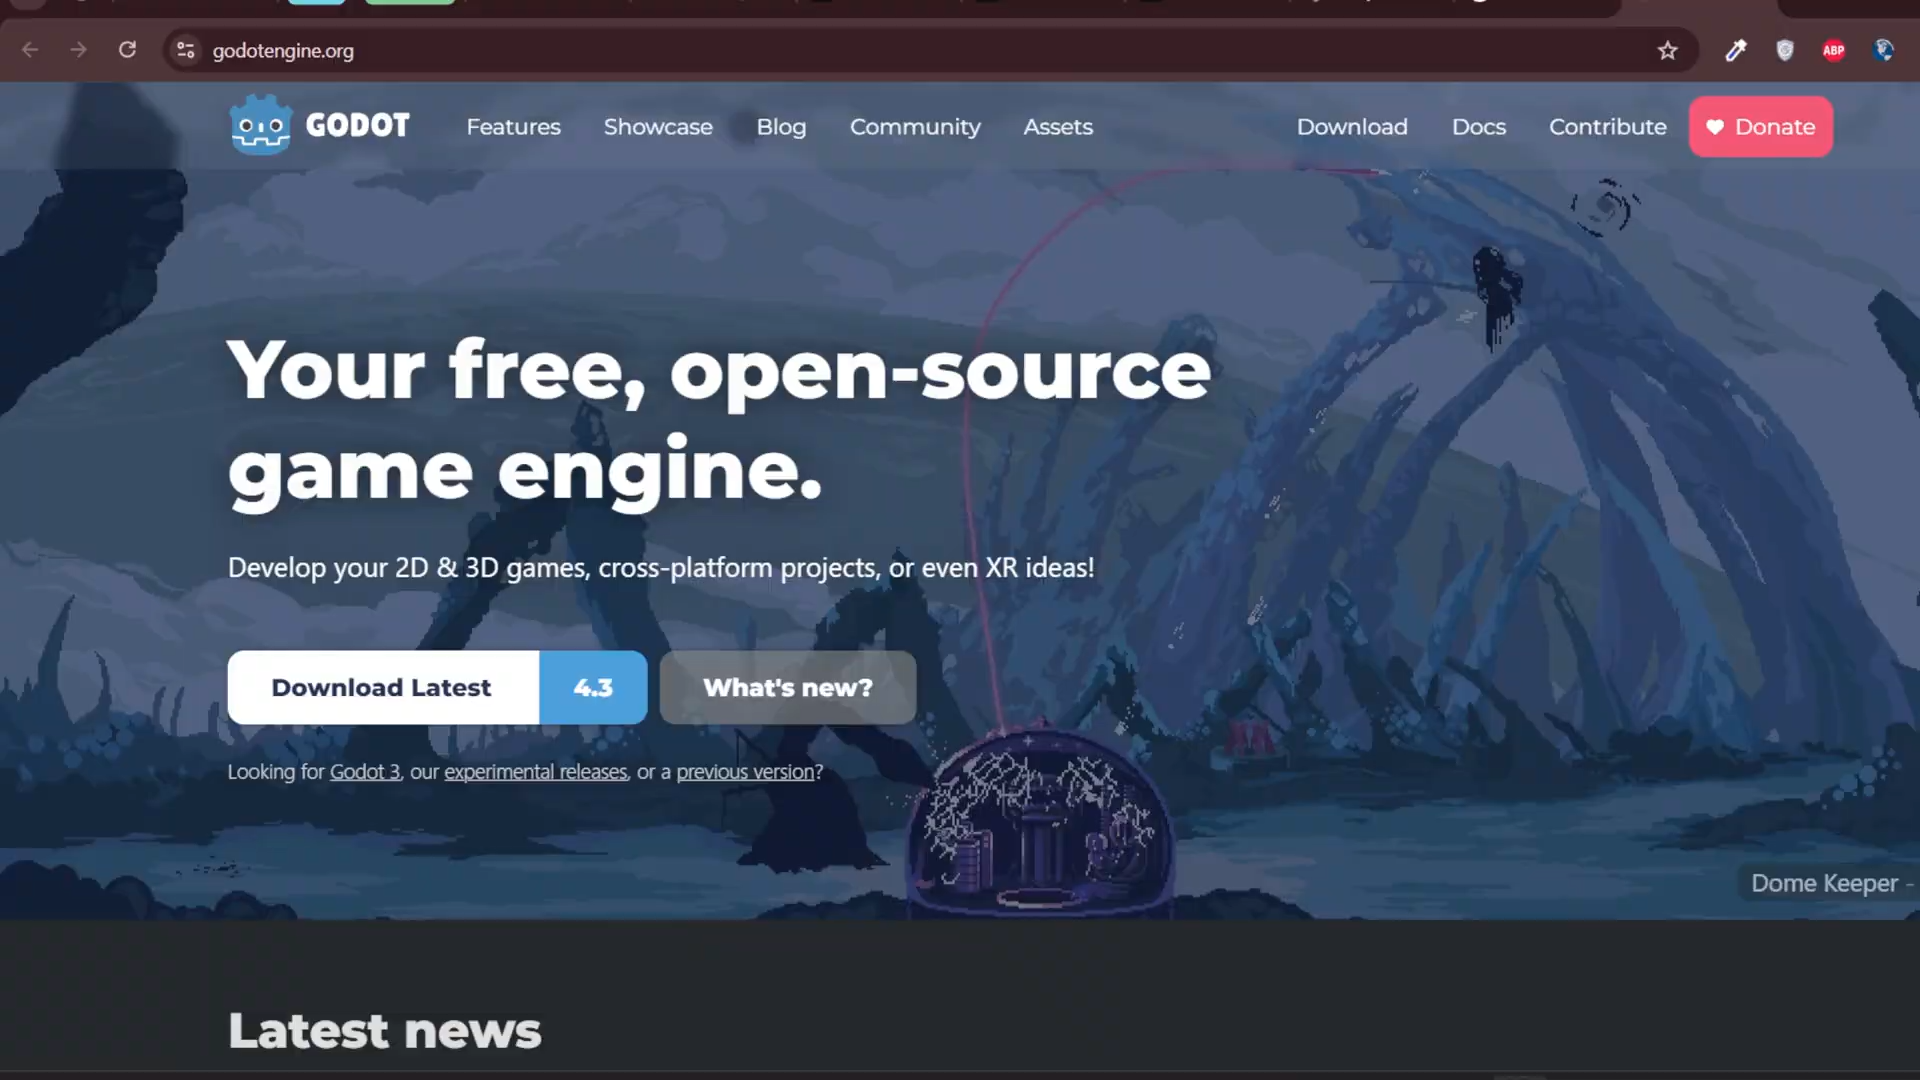 godotengine.org
ABP
GODOT Features Showcase Blog Community Assets Download Docs Contribute Donate
Your free, open-source
game engine.
Develop your 2D & 3D games, cross-platform projects, or even XR ideas!
Download Latest 4.3 What's new?
Looking for Godot 3, our experimental releases, or a previous version?
Dome Keeper -
Latest news